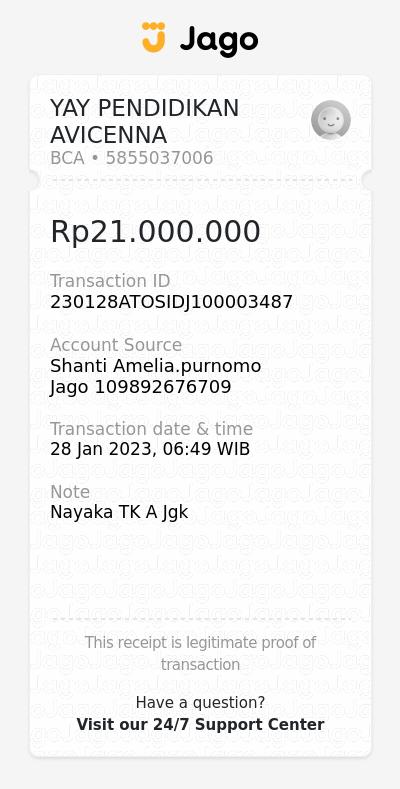 Jago
YAY PENDIDIKAN
AVICENNA
BCA • 5855037006
Rp21.000.000
Transaction ID
230128ATOSIDJ100003487
Account Source
Shanti Amelia.purnomo
Jago 109892676709
Transaction date & time
28 Jan 2023, 06:49 WIB
Note
Nayaka TK A Jgk
This receipt is legitimate proof of
transaction
Have a question?
Visit our 24/7 Support Center